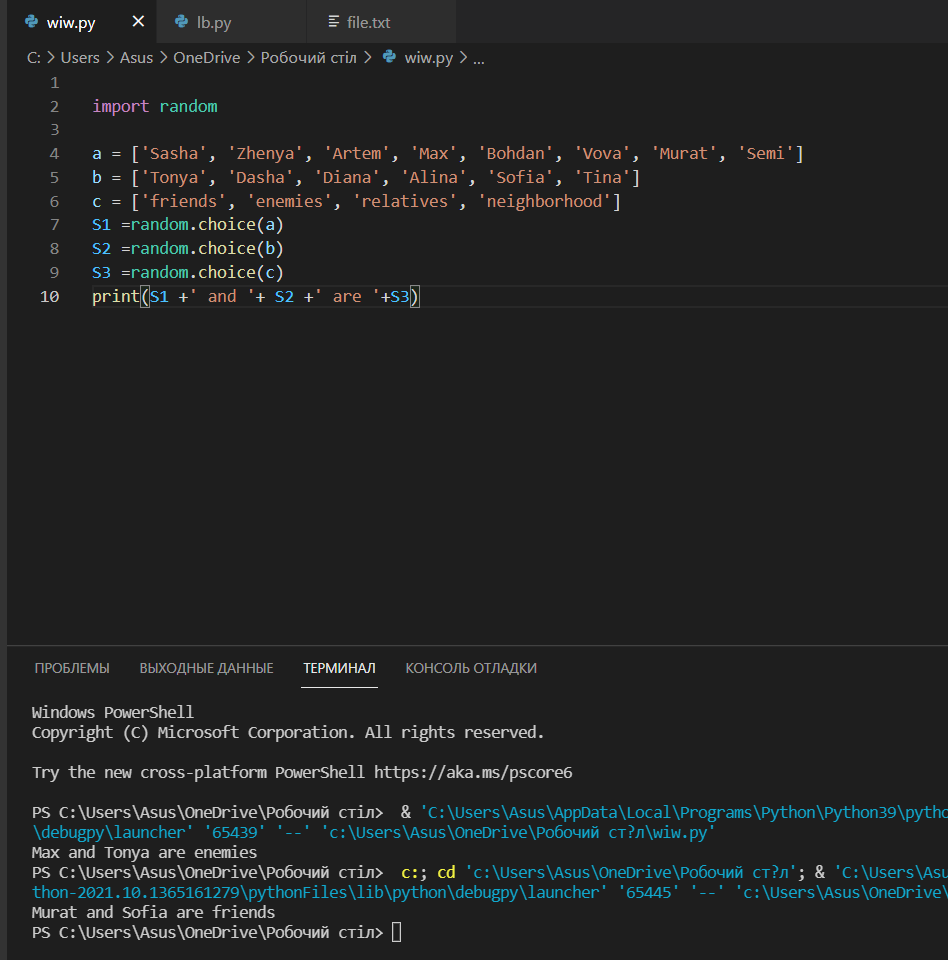 wiw.py lb.py file.txt
C: > Users > Asus > OneDrive > Робочий стіл > wiw.py > ...
1
2 import random
3
4 a = ['Sasha', 'Zhenya', 'Artem', 'Max', 'Bohdan', 'Vova', 'Murat', 'Semi']
5 b = ['Tonya', 'Dasha', 'Diana', 'Alina', 'Sofia', 'Tina']
6 c = ['friends', 'enemies', 'relatives', 'neighborhood']
7 S1 =random.choice(a)
8 S2 =random.choice(b)
9 S3 =random.choice(c)
10 print(S1 +' and '+ S2 +' are '+S3)
ПРОБЛЕМЫ ВЫХОДНЫЕ ДАННЫЕ ТЕРМИНАЛ КОНСОЛЬ ОТЛАДКИ
Windows PowerShell
Copyright (C) Microsoft Corporation. All rights reserved.
Try the new cross-platform PowerShell https://aka.ms/pscore6
PS C:\Users\Asus\OneDrive\Робочий стіл>  & 'C:\Users\Asus\AppData\Local\Programs\Python\Python39\pytho
\debugpy\launcher' '65439' '--' 'c:\Users\Asus\OneDrive\Робочий ст?л\wiw.py'
Max and Tonya are enemies
PS C:\Users\Asus\OneDrive\Робочий стіл>  c:; cd 'c:\Users\Asus\OneDrive\Робочий ст?л'; & 'C:\Users\Asu
thon-2021.10.1365161279\pythonFiles\lib\python\debugpy\launcher' '65445' '--' 'c:\Users\Asus\OneDrive\
Murat and Sofia are friends
PS C:\Users\Asus\OneDrive\Робочий стіл>